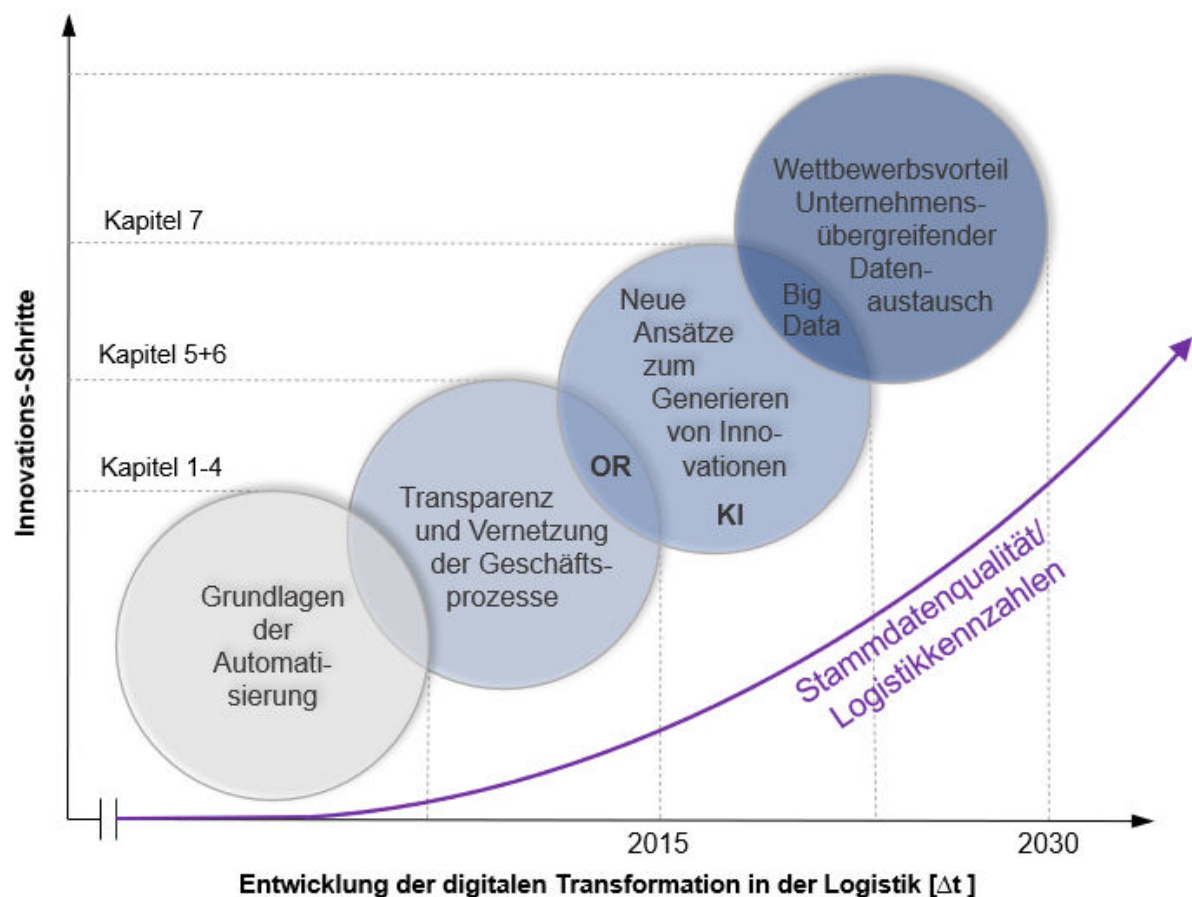 Innovations-Schritte
Kapitel 7
Kapitel 5+6
Kapitel 1-4
Wettbewerbsvorteil
Unternehmens-
übergreifender
Daten-
austausch
Big
Data
Neue
Ansätze
zum
Generieren
von Inno-
vationen
OR
KI
Transparenz
und Vernetzung
der Geschäfts-
prozesse
Grundlagen
der
Automati-
sierung
Stammdatenqualität/
Logistikkennzahlen
2015
2030
Entwicklung der digitalen Transformation in der Logistik [Δt ]